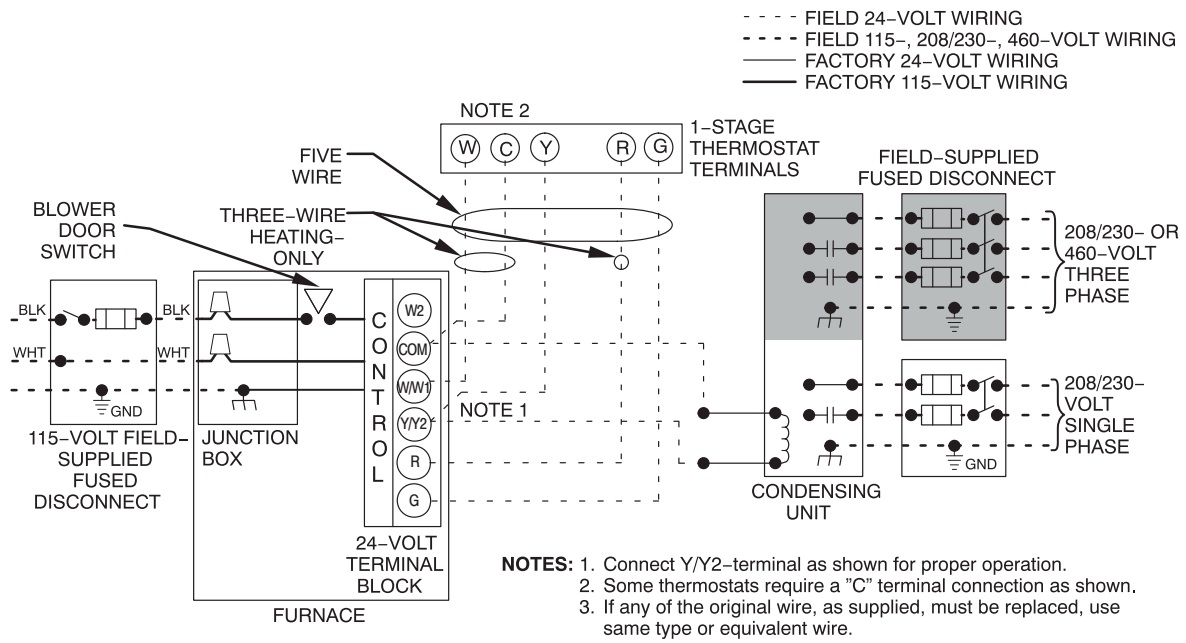 FIELD 24-VOLT WIRING
FIELD 115-, 208/230-, 460-VOLT WIRING
FACTORY 24-VOLT WIRING
FACTORY 115-VOLT WIRING
NOTE 2
W C Y R G
1-STAGE
THERMOSTAT
TERMINALS
FIVE
WIRE
THREE-WIRE
HEATING-
ONLY
BLOWER
DOOR
SWITCH
FIELD-SUPPLIED
FUSED DISCONNECT
208/230- OR
460-VOLT
THREE
PHASE
BLK
BLK
WHT
WHT
GND
115-VOLT FIELD-
SUPPLIED
FUSED
DISCONNECT
JUNCTION
BOX
CONTROL
W2
COM
W/W1
Y/Y2
R
G
NOTE 1
24-VOLT
TERMINAL
BLOCK
FURNACE
208/230-
VOLT
SINGLE
PHASE
GND
CONDENSING
UNIT
NOTES: 1. Connect Y/Y2-terminal as shown for proper operation.
2. Some thermostats require a "C" terminal connection as shown.
3. If any of the original wire, as supplied, must be replaced, use
same type or equivalent wire.